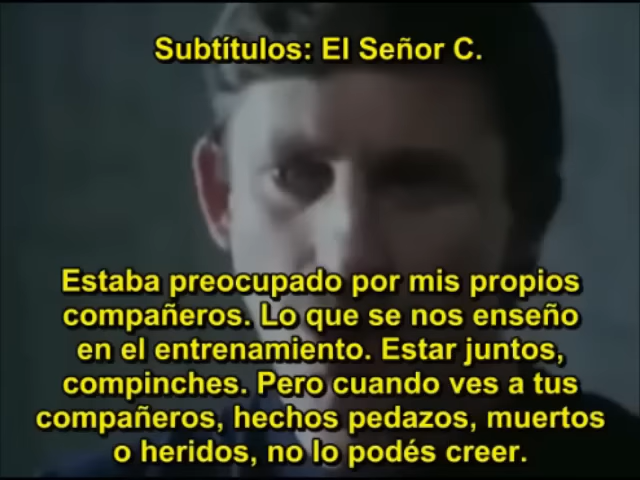 Subtítulos: El Señor C.
Estaba preocupado por mis propios
compañeros. Lo que se nos enseño
en el entrenamiento. Estar juntos,
compinches. Pero cuando ves a tus
compañeros, hechos pedazos, muertos
o heridos, no lo podés creer.